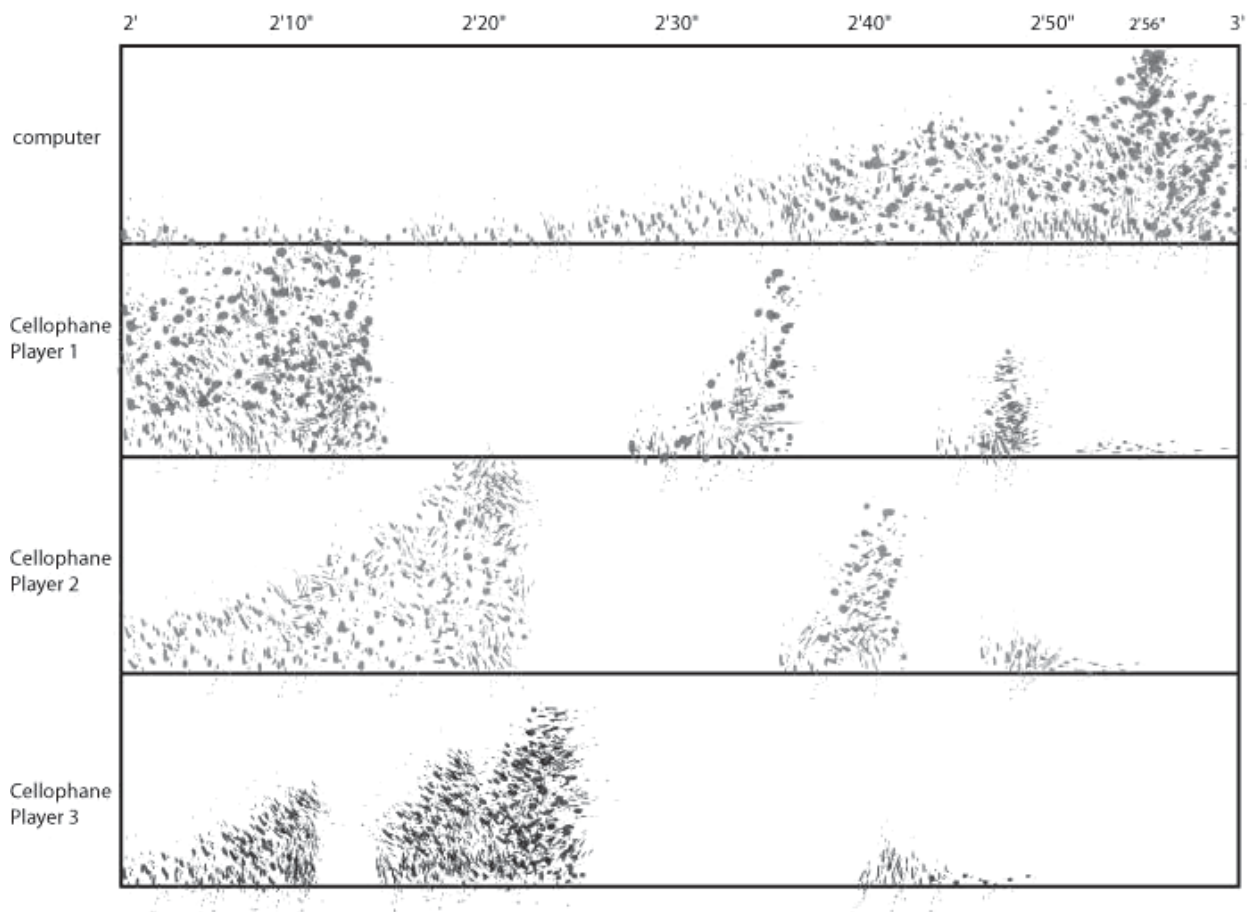 2' 2'10" 2'20" 2'30" 2'40" 2'50" 2'56" 3'
computer
Cellophane
Player 1
Cellophane
Player 2
Cellophane
Player 3